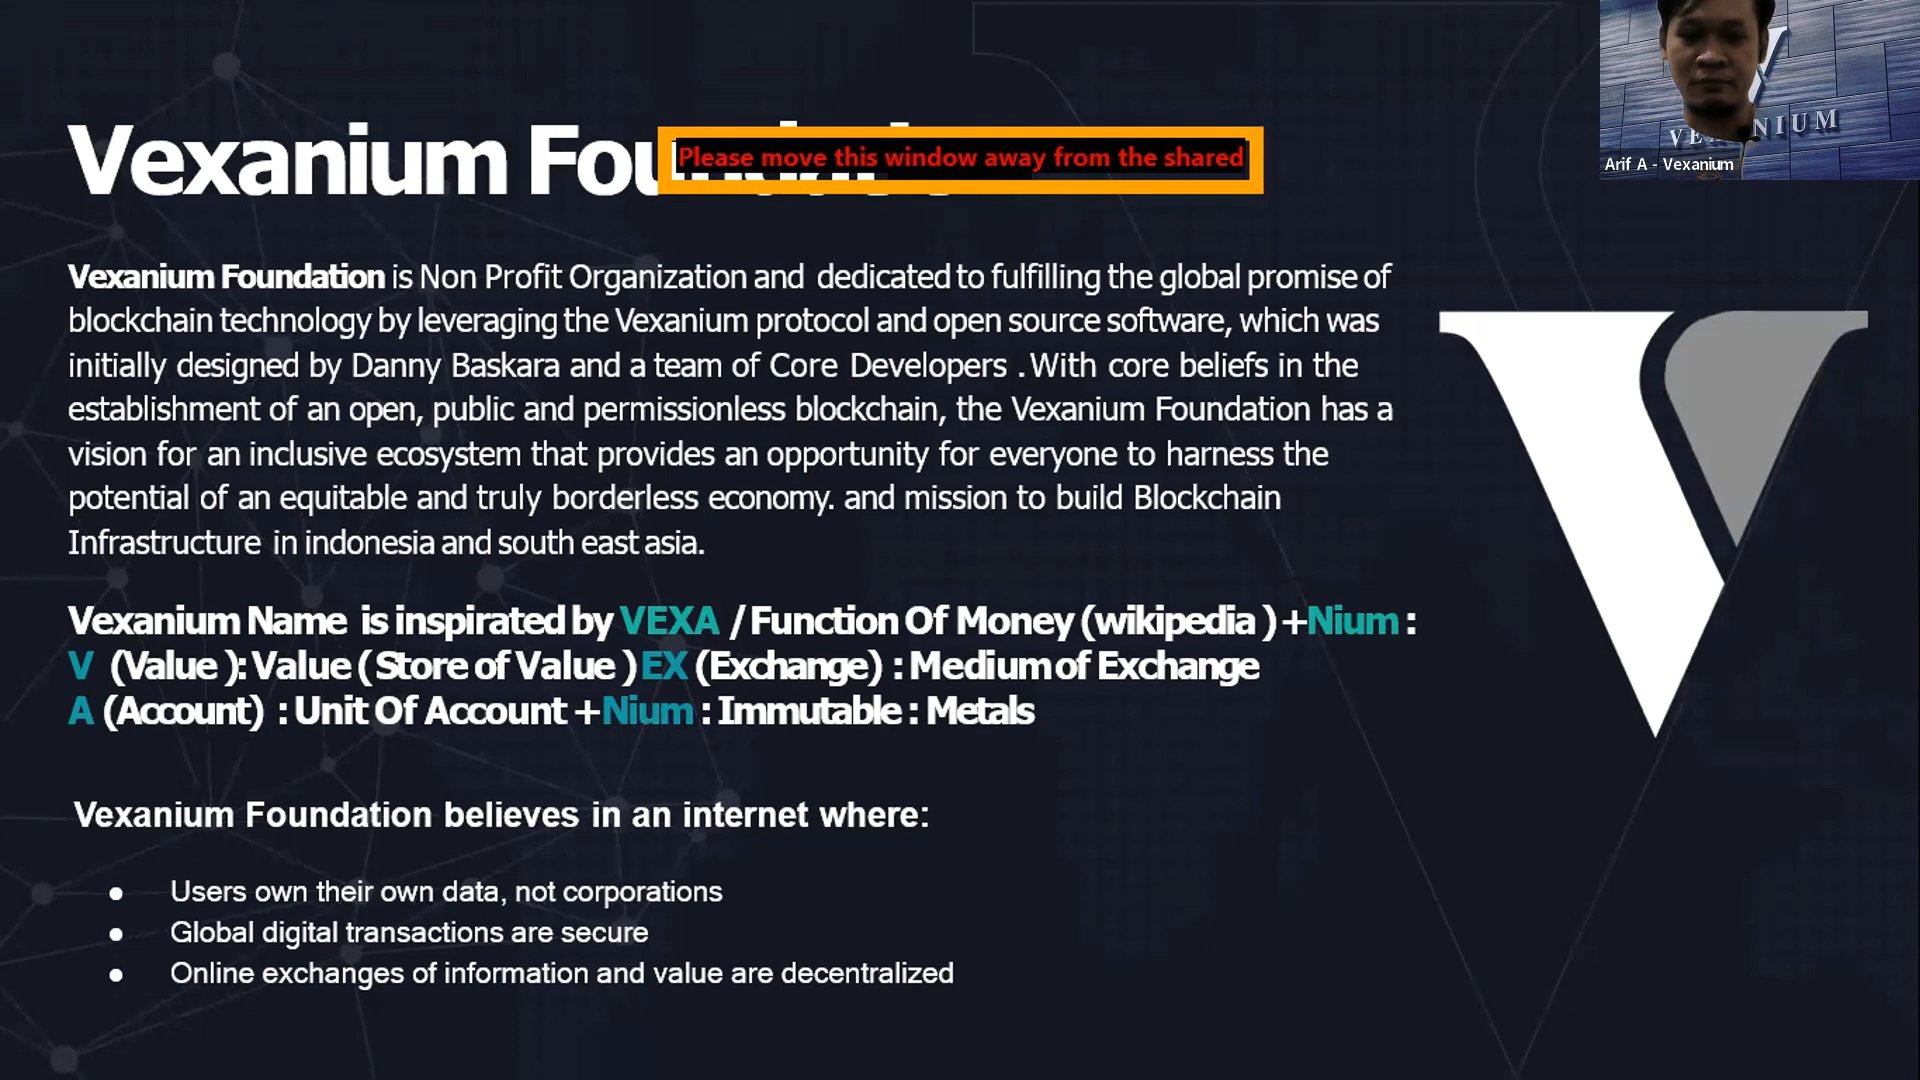 Vexanium Fou
Please move this window away from the shared
VEX NIUM
Arif A - Vexanium
Vexanium Foundation is Non Profit Organization and dedicated to fulfilling the global promise of
blockchain technology by leveraging the Vexanium protocol and open source software, which was
initially designed by Danny Baskara and a team of Core Developers . With core beliefs in the
establishment of an open, public and permissionless blockchain, the Vexanium Foundation has a
vision for an inclusive ecosystem that provides an opportunity for everyone to harness the
potential of an equitable and truly borderless economy. and mission to build Blockchain
Infrastructure in indonesia and south east asia.
Vexanium Name is inspirated by VEXA / Function Of Money (wikipedia ) +Nium :
V (Value ): Value ( Store of Value ) EX (Exchange) : Medium of Exchange
A (Account) : Unit Of Account +Nium : Immutable : Metals
Vexanium Foundation believes in an internet where:
● Users own their own data, not corporations
● Global digital transactions are secure
● Online exchanges of information and value are decentralized